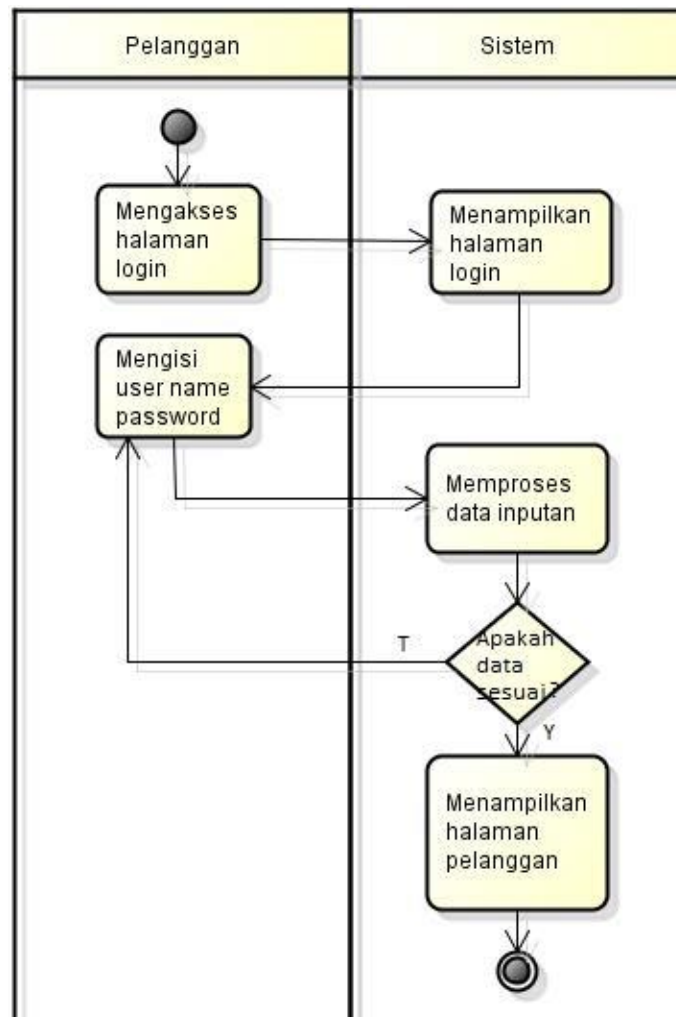 Pelanggan
Sistem
Mengakses
halaman
login
Menampilkan
halaman
login
Mengisi
user name
password
Memproses
data inputan
Apakah
data
sesuai?
T
Y
Menampilkan
halaman
pelanggan